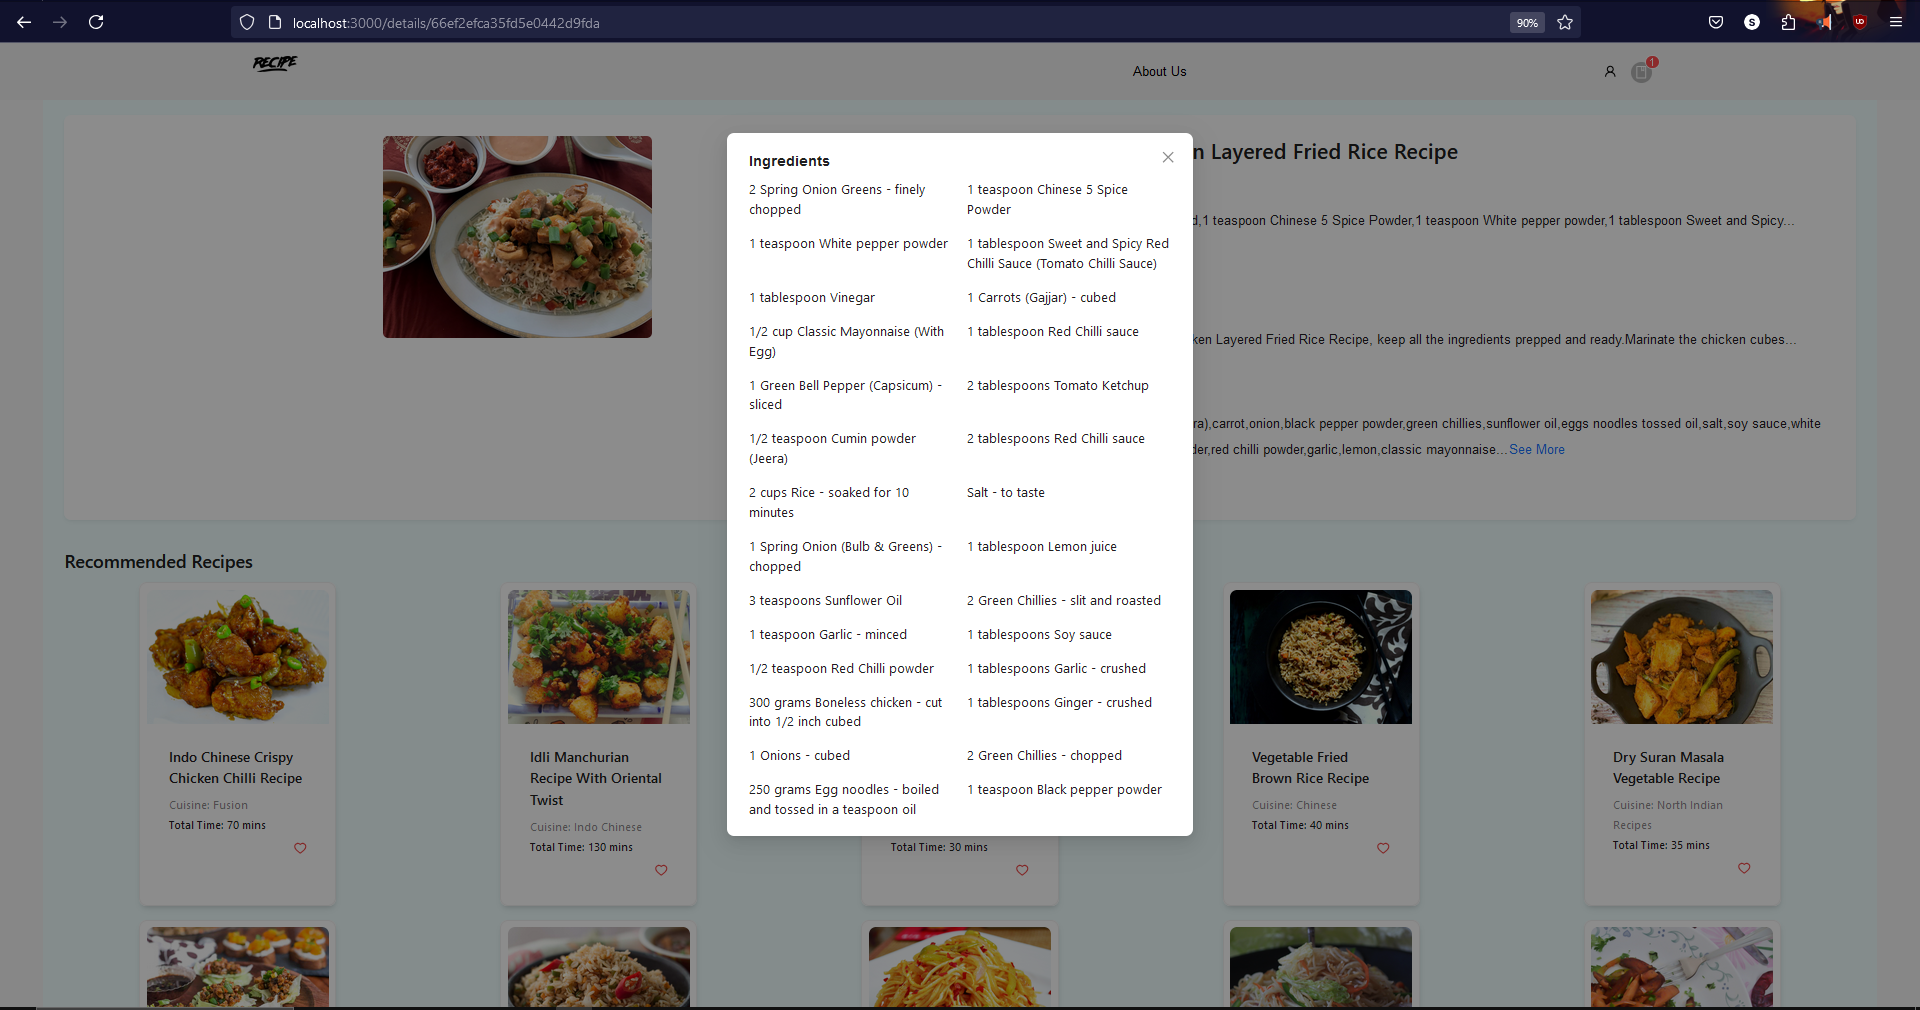 localhost:3000/details/66ef2efca35fd5e0442d9fda
90%
S
UD
RECIPE
About Us
1
n Layered Fried Rice Recipe
d,1 teaspoon Chinese 5 Spice Powder,1 teaspoon White pepper powder,1 tablespoon Sweet and Spicy...
ken Layered Fried Rice Recipe, keep all the ingredients prepped and ready.Marinate the chicken cubes...
ra),carrot,onion,black pepper powder,green chillies,sunflower oil,eggs noodles tossed oil,salt,soy sauce,white
der,red chilli powder,garlic,lemon,classic mayonnaise...See More
Ingredients
2 Spring Onion Greens - finely
chopped
1 teaspoon Chinese 5 Spice
Powder
1 teaspoon White pepper powder
1 tablespoon Sweet and Spicy Red
Chilli Sauce (Tomato Chilli Sauce)
1 tablespoon Vinegar
1 Carrots (Gajjar) - cubed
1/2 cup Classic Mayonnaise (With
Egg)
1 tablespoon Red Chilli sauce
1 Green Bell Pepper (Capsicum) -
sliced
2 tablespoons Tomato Ketchup
1/2 teaspoon Cumin powder
(Jeera)
2 tablespoons Red Chilli sauce
2 cups Rice - soaked for 10
minutes
Salt - to taste
1 Spring Onion (Bulb & Greens) -
chopped
1 tablespoon Lemon juice
3 teaspoons Sunflower Oil
2 Green Chillies - slit and roasted
1 teaspoon Garlic - minced
1 tablespoons Soy sauce
1/2 teaspoon Red Chilli powder
1 tablespoons Garlic - crushed
300 grams Boneless chicken - cut
into 1/2 inch cubed
1 tablespoons Ginger - crushed
1 Onions - cubed
2 Green Chillies - chopped
250 grams Egg noodles - boiled
and tossed in a teaspoon oil
1 teaspoon Black pepper powder
Recommended Recipes
Indo Chinese Crispy
Chicken Chilli Recipe
Cuisine: Fusion
Total Time: 70 mins
Idli Manchurian
Recipe With Oriental
Twist
Cuisine: Indo Chinese
Total Time: 130 mins
Total Time: 30 mins
Vegetable Fried
Brown Rice Recipe
Cuisine: Chinese
Total Time: 40 mins
Dry Suran Masala
Vegetable Recipe
Cuisine: North Indian
Recipes
Total Time: 35 mins